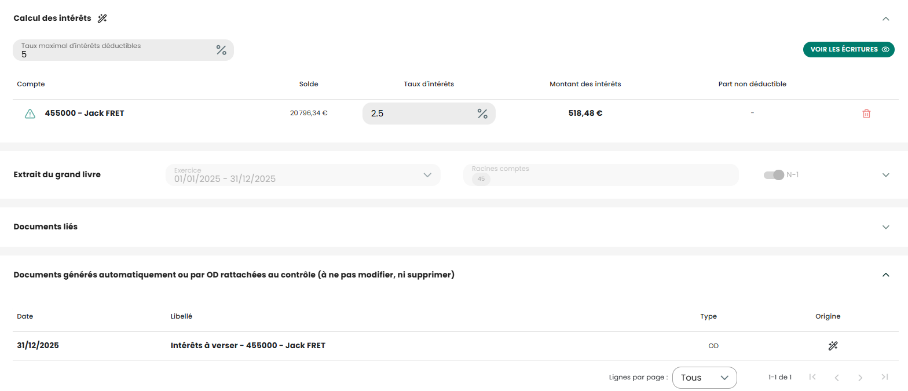 Calcul des intérêts
Taux maximal d'intérêts déductibles
5 %
VOIR LES ÉCRITURES
Compte Solde Taux d'intérêts Montant des intérêts Part non déductible
455000 - Jack FRET 20 796,34 € 2.5 % 518,48 € -
Extrait du grand livre
Exercice
01/01/2025 - 31/12/2025
Racines comptes
45
N-1
Documents liés
Documents générés automatiquement ou par OD rattachées au contrôle (à ne pas modifier, ni supprimer)
Date Libellé Type Origine
31/12/2025 Intérêts à verser - 455000 - Jack FRET OD
Lignes par page : Tous 1-1 de 1